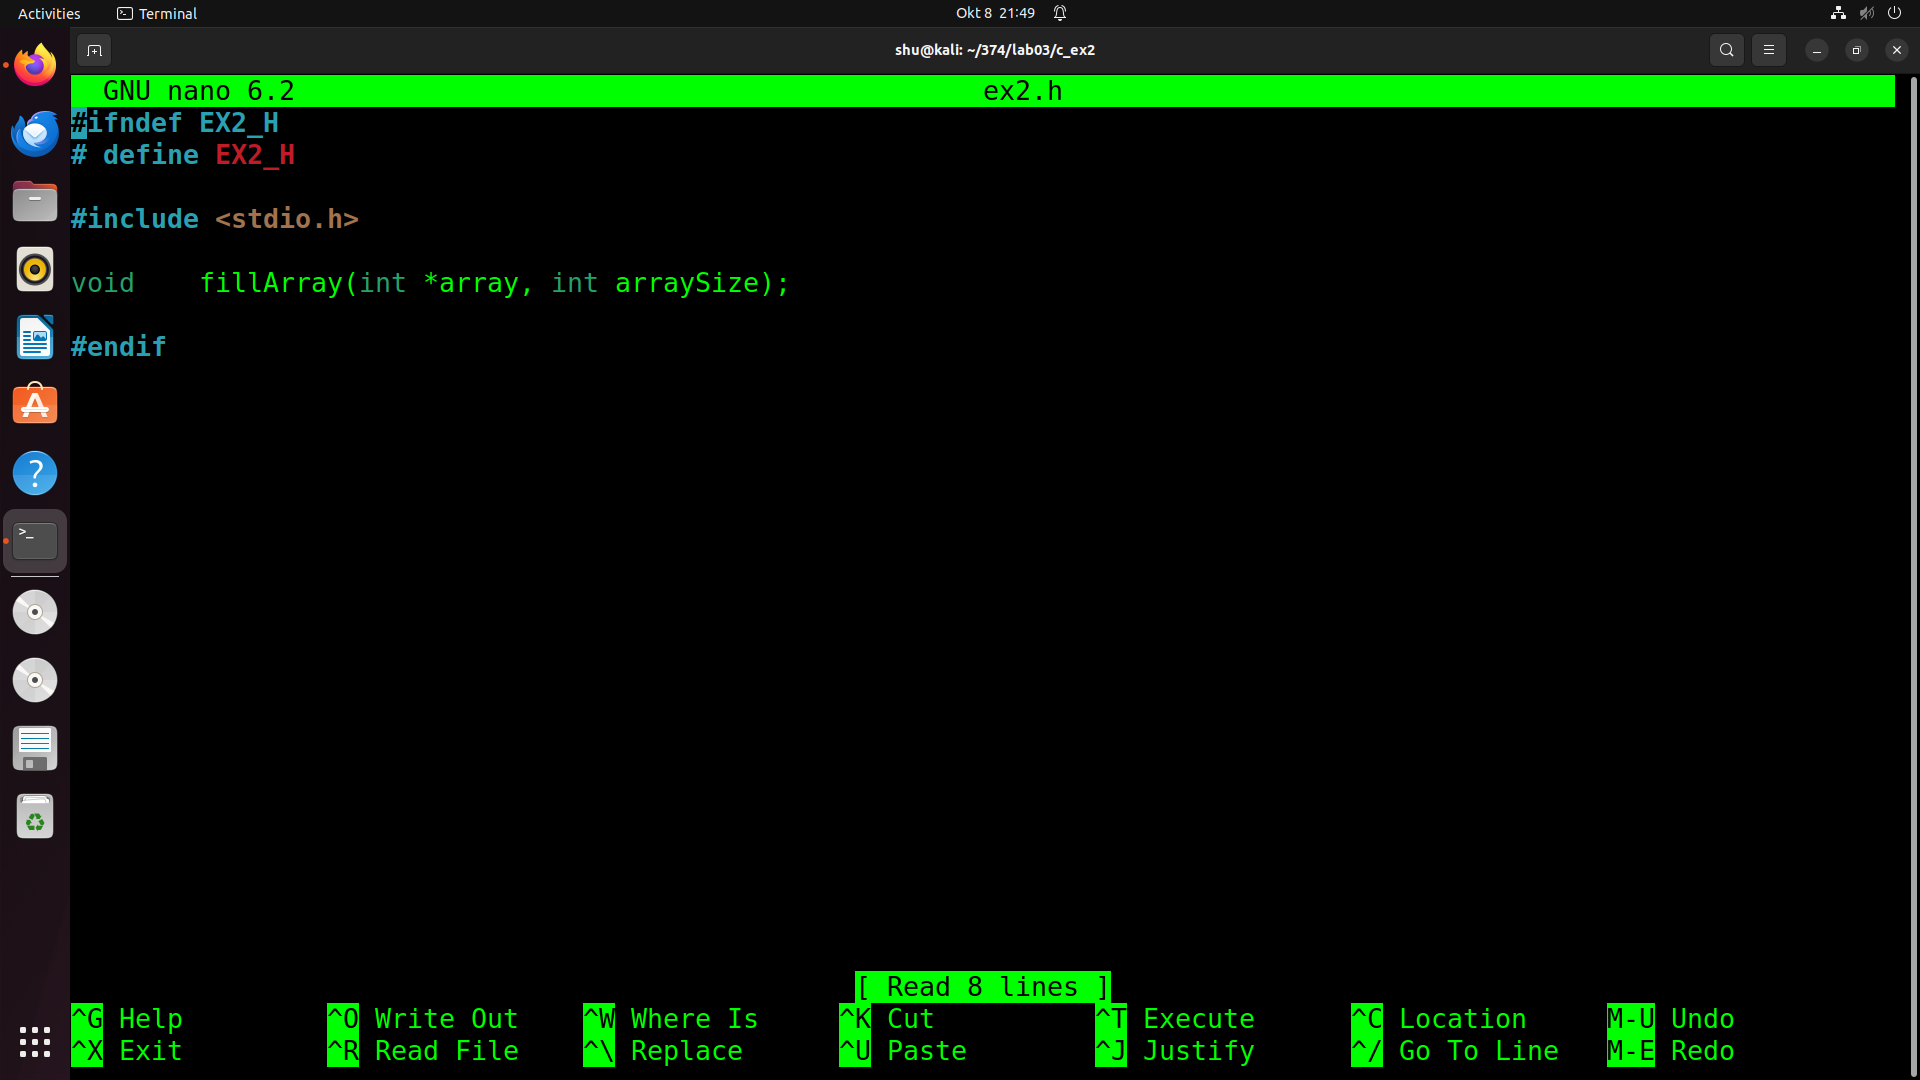 Activities Terminal Okt 8 21:49
shu@kali: ~/374/lab03/c_ex2
GNU nano 6.2 ex2.h
#ifndef EX2_H
# define EX2_H

#include <stdio.h>

void    fillArray(int *array, int arraySize);

#endif
[ Read 8 lines ]
^G Help ^O Write Out ^W Where Is ^K Cut ^T Execute ^C Location M-U Undo
^X Exit ^R Read File ^\ Replace ^U Paste ^J Justify ^/ Go To Line M-E Redo